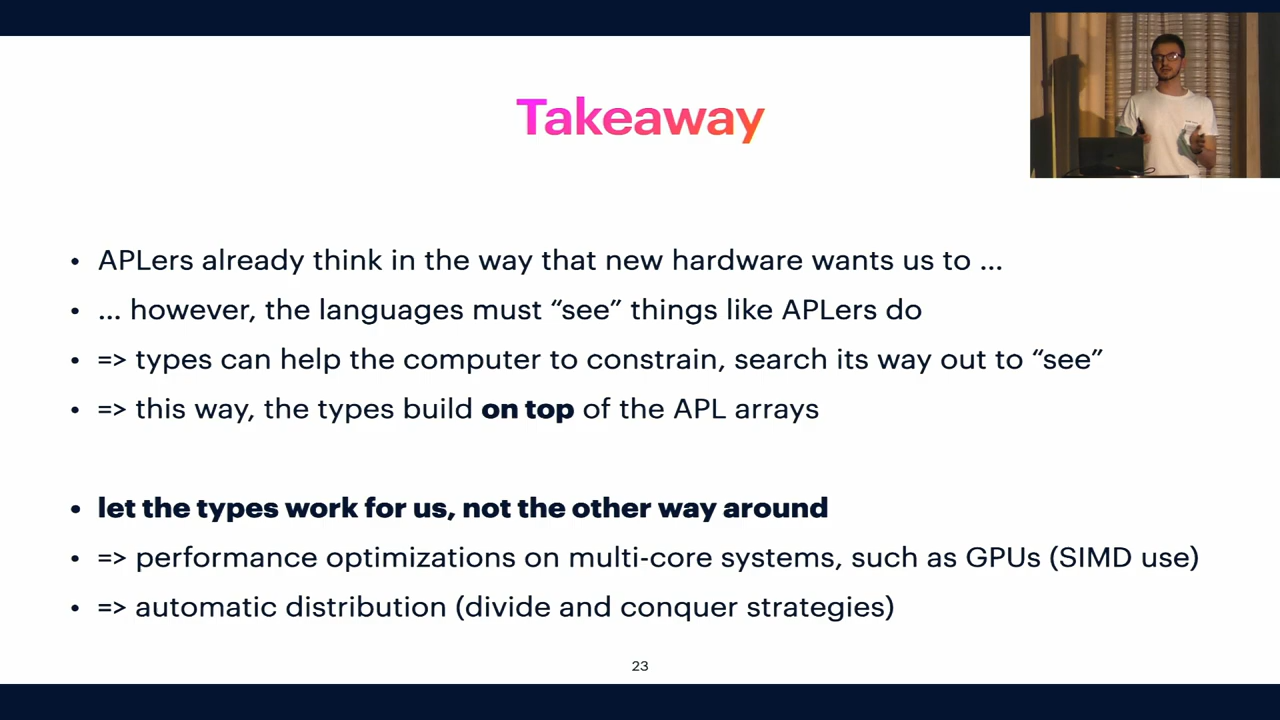 Takeaway
• APLers already think in the way that new hardware wants us to ...
• ... however, the languages must “see” things like APLers do
• => types can help the computer to constrain, search its way out to “see”
• => this way, the types build on top of the APL arrays
• let the types work for us, not the other way around
• => performance optimizations on multi-core systems, such as GPUs (SIMD use)
• => automatic distribution (divide and conquer strategies)
23